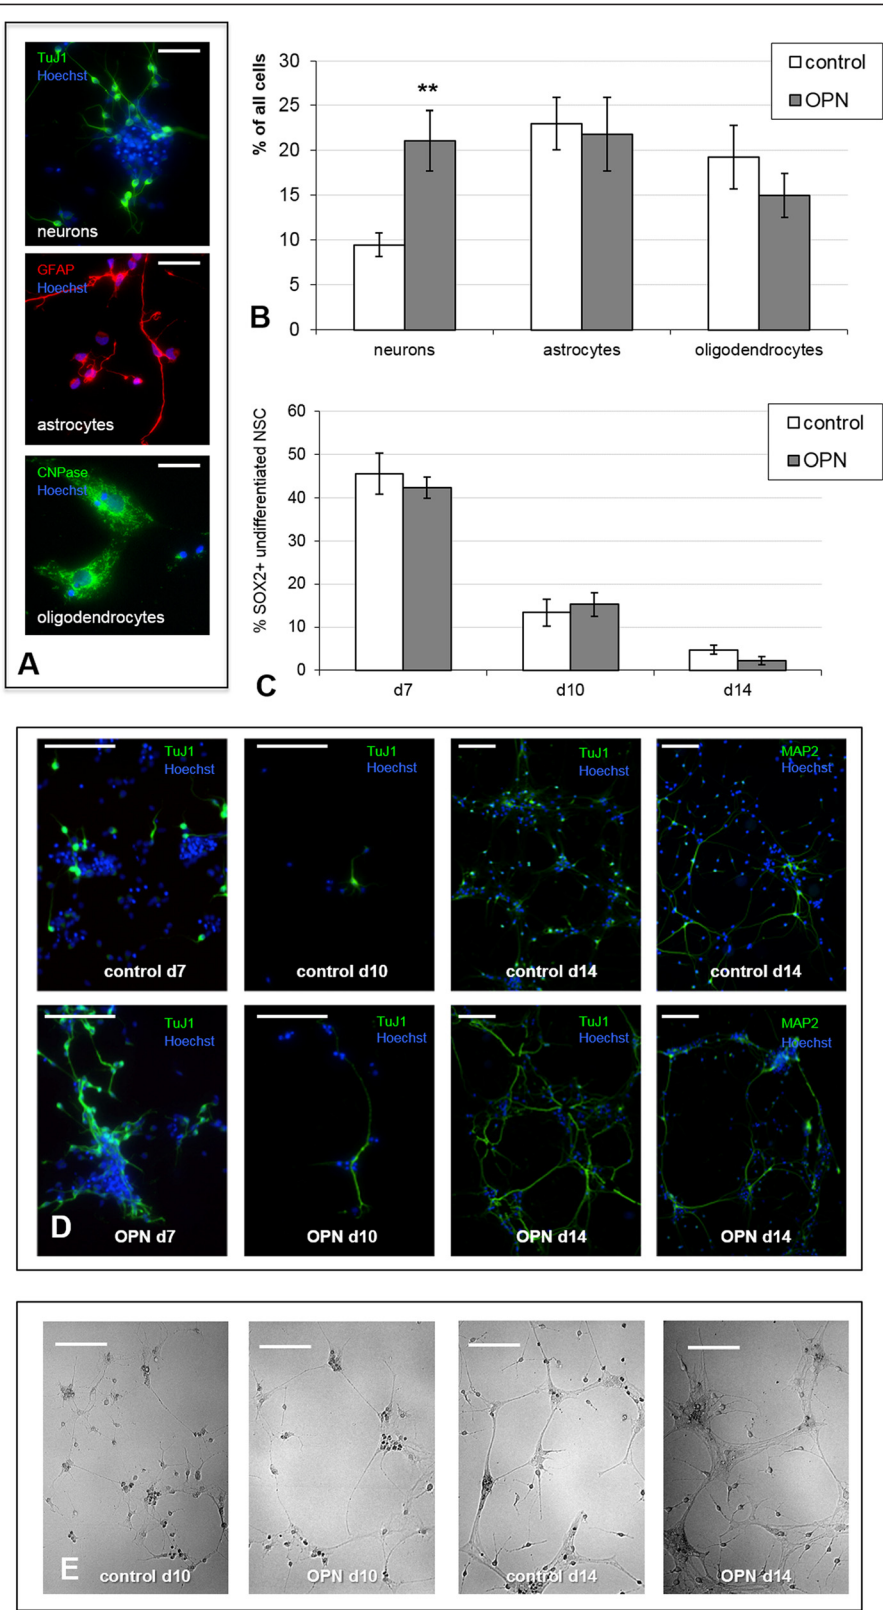 TuJ1
Hoechst
neurons
GFAP
Hoechst
astrocytes
CNPase
Hoechst
oligodendrocytes
A
% of all cells
30
25
20
15
10
5
0
**
control
OPN
neurons
astrocytes
oligodendrocytes
B
% SOX2+ undifferentiated NSC
60
50
40
30
20
10
0
control
OPN
d7
d10
d14
C
TuJ1
Hoechst
control d7
TuJ1
Hoechst
control d10
TuJ1
Hoechst
control d14
MAP2
Hoechst
control d14
TuJ1
Hoechst
D
OPN d7
TuJ1
Hoechst
OPN d10
TuJ1
Hoechst
OPN d14
MAP2
Hoechst
OPN d14
E
control d10
OPN d10
control d14
OPN d14